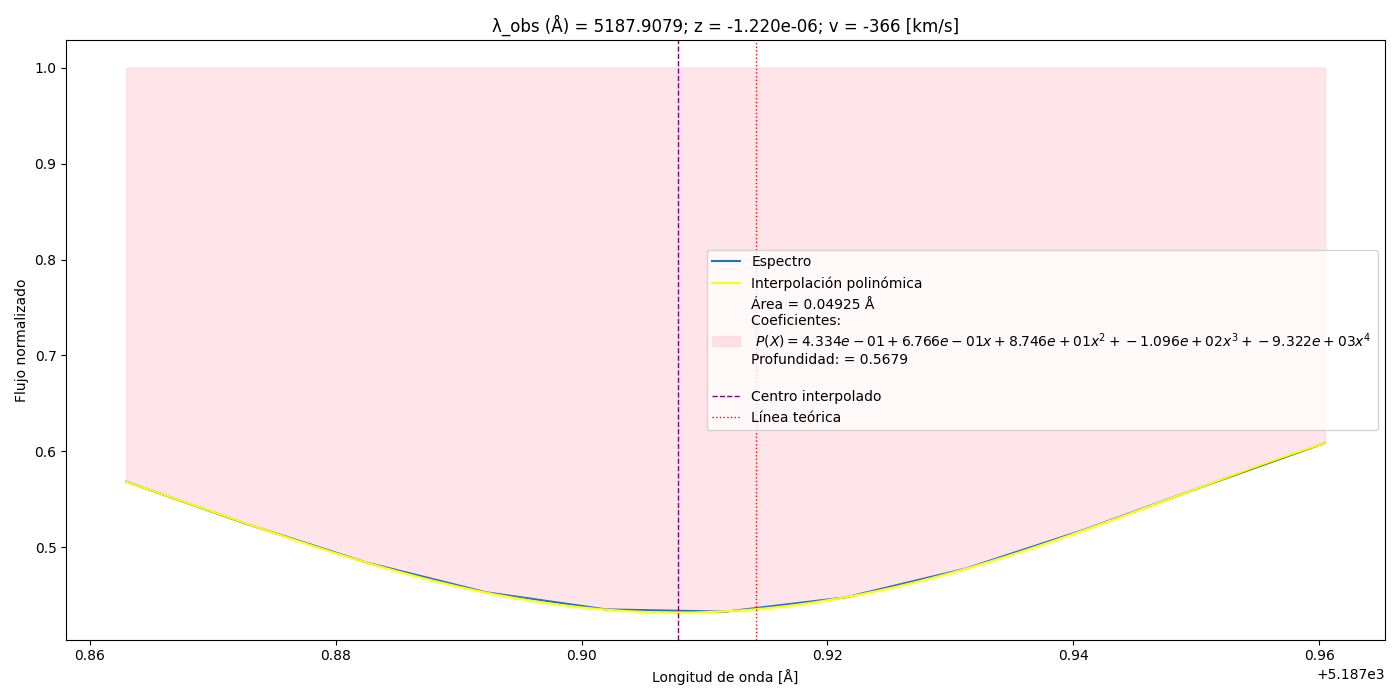 λ_obs (Å) = 5187.9079; z = -1.220e-06; v = -366 [km/s]
Flujo normalizado
1.0
0.9
0.8
0.7
0.6
0.5
Espectro
Interpolación polinómica
Área = 0.04925 Å
Coeficientes:
P(X) = 4.334e − 01 + 6.766e − 01x + 8.746e + 01x² + −1.096e + 02x³ + −9.322e + 03x⁴
Profundidad: = 0.5679
Centro interpolado
Línea teórica
0.86 0.88 0.90 0.92 0.94 0.96
+5.187e3
Longitud de onda [Å]